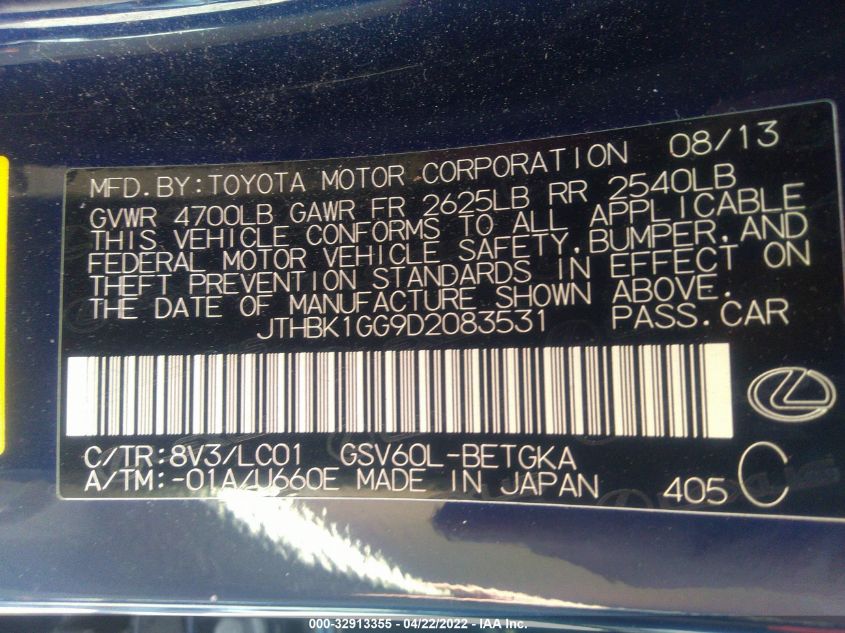 MFD.BY:TOYOTA MOTOR CORPORATION 08/13
GVWR 4700LB GAWR FR 2625LB RR 2540LB
THIS VEHICLE CONFORMS TO ALL APPLICABLE
FEDERAL MOTOR VEHICLE SAFETY,BUMPER,AND
THEFT PREVENTION STANDARDS IN EFFECT ON
THE DATE OF MANUFACTURE SHOWN ABOVE.
JTHBK1GG9D2083531 PASS.CAR
C/TR:8V3/LC01 GSV60L-BETGKA
A/TM:-01A/U660E MADE IN JAPAN 405 C
000-32913355 - 04/22/2022 - IAA Inc.